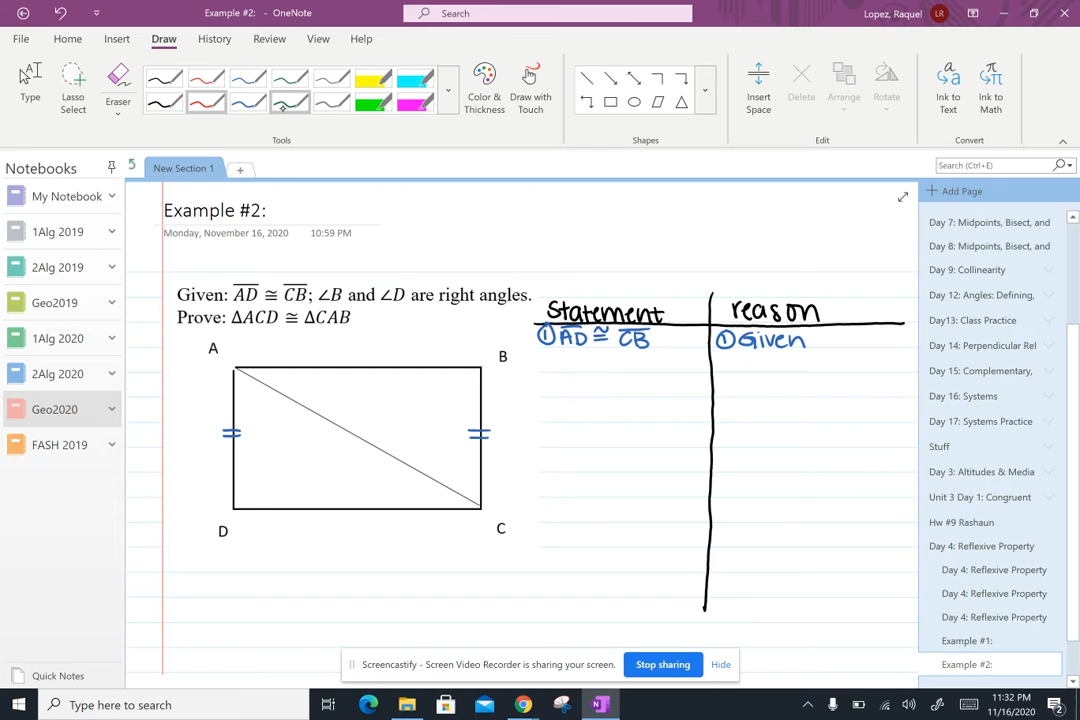 Example #2: - OneNote
Search
Lopez, Raquel
LR
File
Home
Insert
Draw
History
Review
View
Help
Type
Lasso Select
Eraser
Color & Thickness
Draw with Touch
Insert Space
Delete
Arrange
Rotate
Ink to Text
Ink to Math
Tools
Shapes
Edit
Convert
Notebooks
5
New Section 1
+
Search (Ctrl+E)
My Notebook
1Alg 2019
2Alg 2019
Geo2019
1Alg 2020
2Alg 2020
Geo2020
FASH 2019
Quick Notes
Example #2:
Monday, November 16, 2020 10:59 PM
Given: AD ≅ CB; ∠B and ∠D are right angles.
Prove: ΔACD ≅ ΔCAB
A
B
D
C
Statement
reason
① AD ≅ CB
① Given
Add Page
Day 7: Midpoints, Bisect, and
Day 8: Midpoints, Bisect, and
Day 9: Collinearity
Day 12: Angles: Defining,
Day13: Class Practice
Day 14: Perpendicular Rel
Day 15: Complementary,
Day 16: Systems
Day 17: Systems Practice
Stuff
Day 3: Altitudes & Media
Unit 3 Day 1: Congruent
Hw #9 Rashaun
Day 4: Reflexive Property
Day 4: Reflexive Property
Day 4: Reflexive Property
Day 4: Reflexive Property
Example #1:
Example #2:
Screencastify - Screen Video Recorder is sharing your screen.
Stop sharing
Hide
Type here to search
11:32 PM
11/16/2020
2